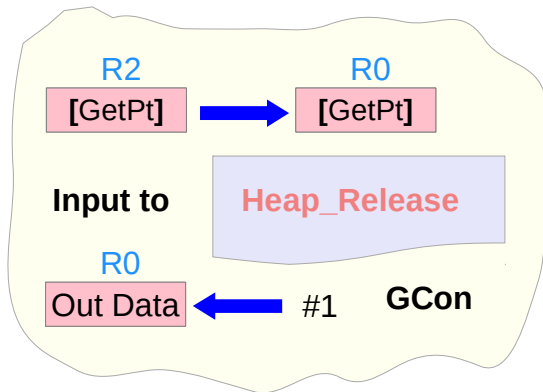 R2 R0
[GetPt] [GetPt]
Input to Heap_Release
R0
Out Data #1 GCon